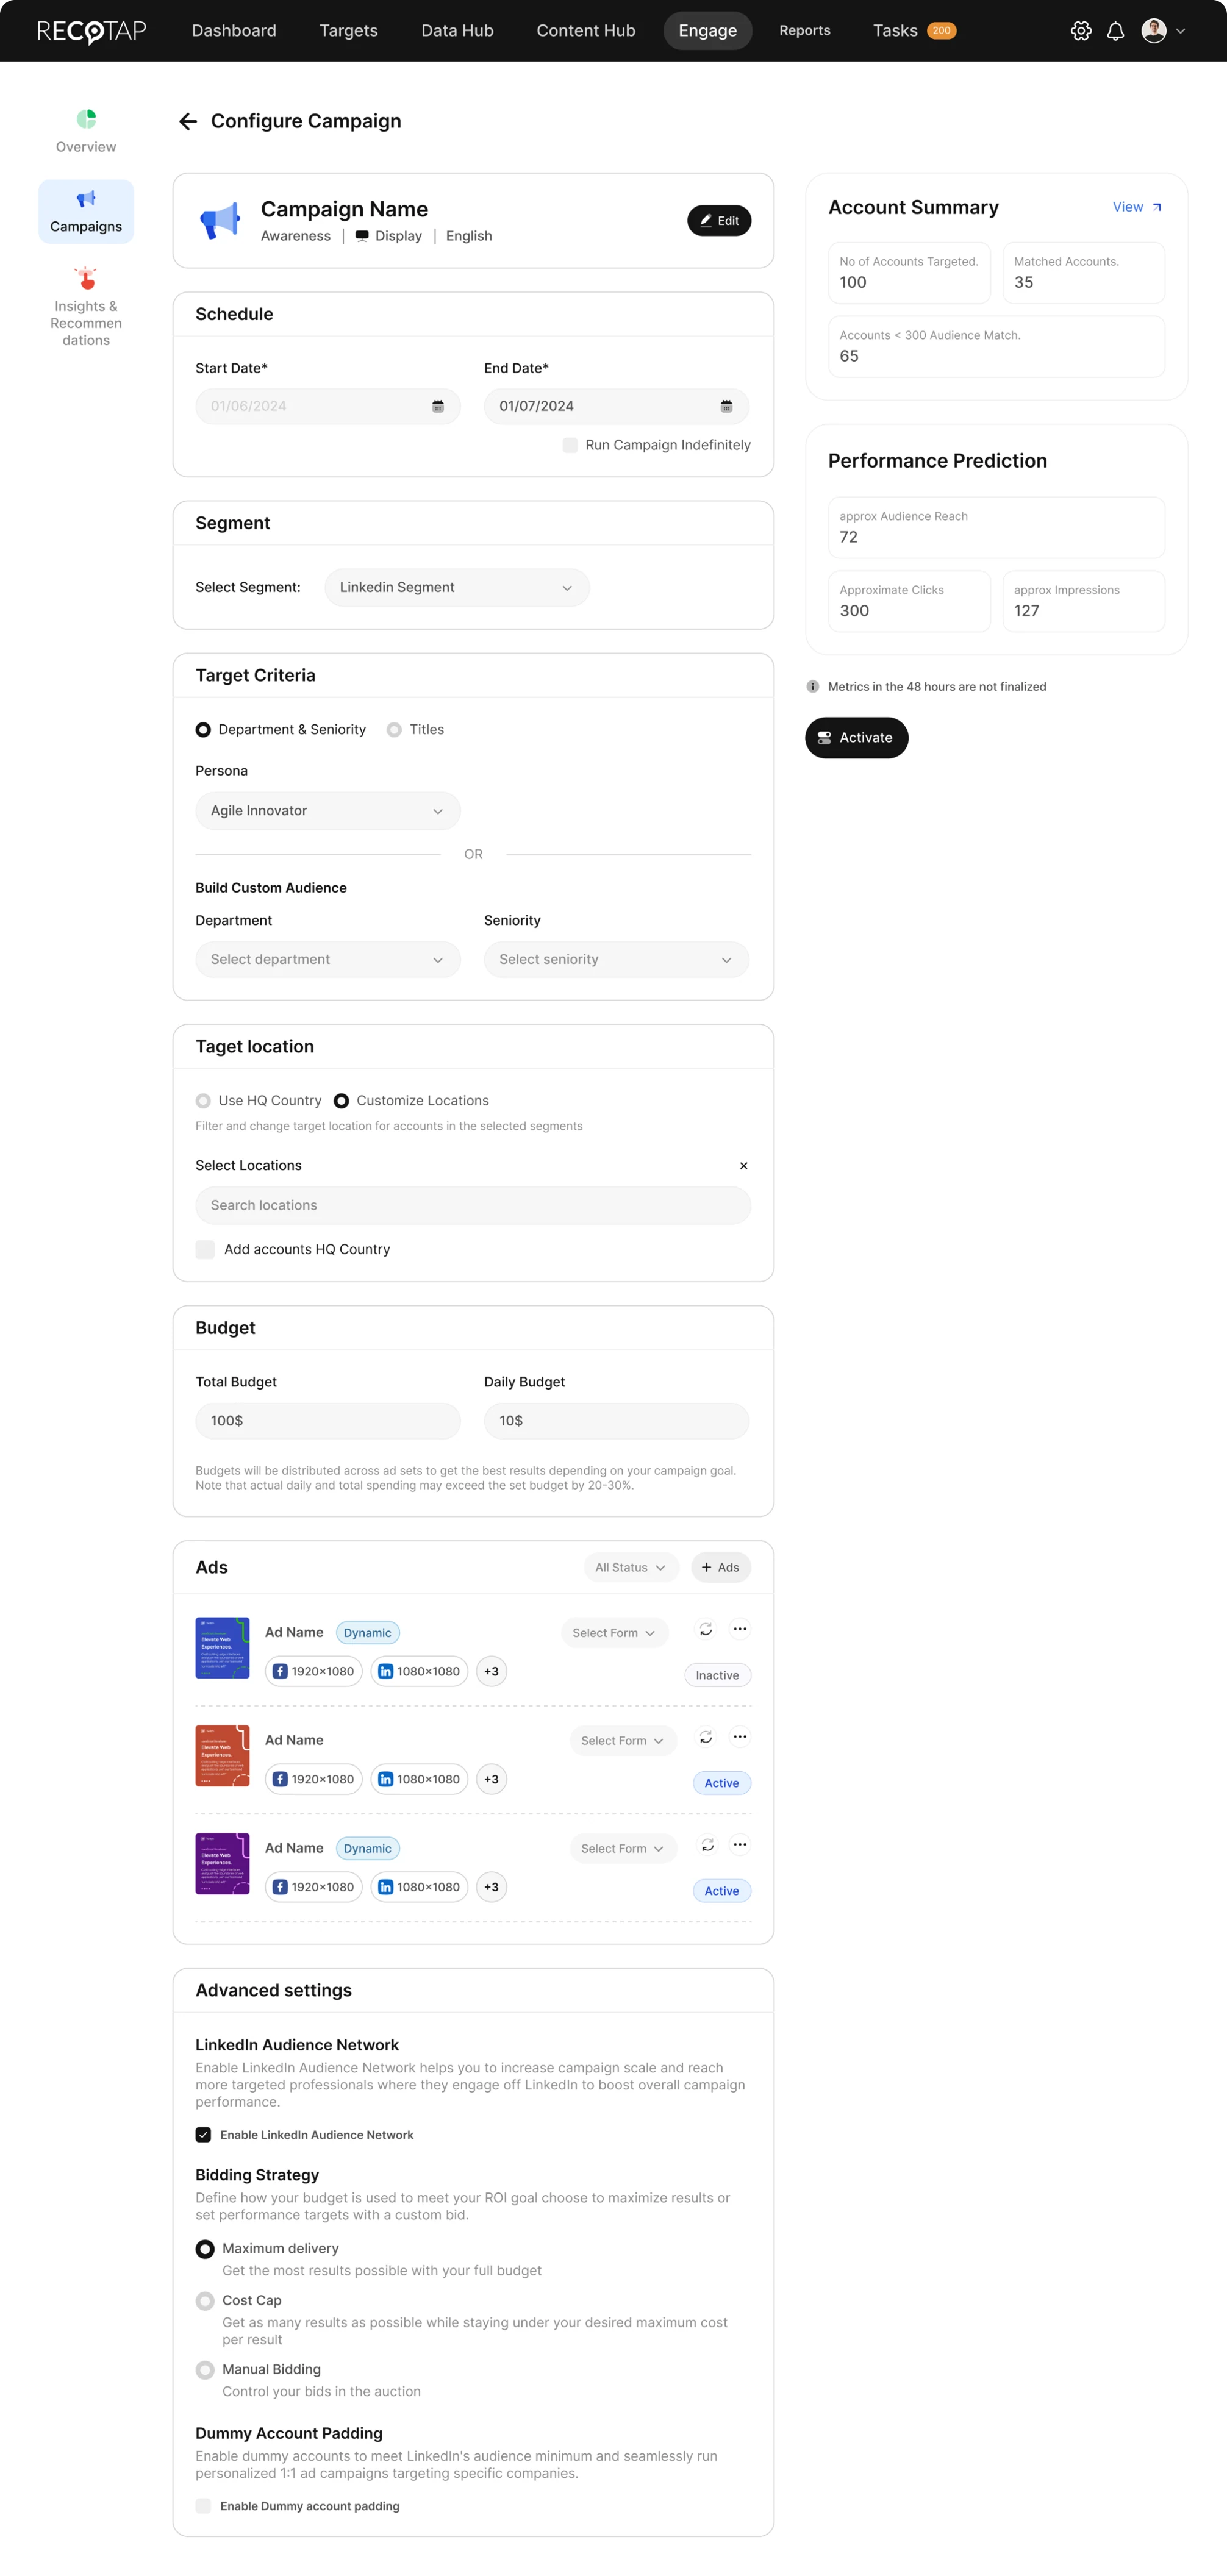 RECOTAP
Dashboard
Targets
Data Hub
Content Hub
Engage
Reports
Tasks 200
Overview
Campaigns
Insights &
Recommen
dations
Configure Campaign
Campaign Name
Awareness | Display | English
Edit
Schedule
Start Date*
End Date*
01/06/2024
01/07/2024
Run Campaign Indefinitely
Segment
Select Segment:
Linkedin Segment
Target Criteria
Department & Seniority
Titles
Persona
Agile Innovator
OR
Build Custom Audience
Department
Seniority
Select department
Select seniority
Taget location
Use HQ Country
Customize Locations
Filter and change target location for accounts in the selected segments
Select Locations
Search locations
Add accounts HQ Country
Budget
Total Budget
Daily Budget
100$
10$
Budgets will be distributed across ad sets to get the best results depending on your campaign goal.
Note that actual daily and total spending may exceed the set budget by 20-30%.
Ads
All Status
+ Ads
Elevate Web
Experiences.
Ad Name
Dynamic
Select Form
1920×1080
1080×1080
+3
Inactive
Elevate Web
Experiences.
Ad Name
Select Form
1920×1080
1080×1080
+3
Active
Elevate Web
Experiences.
Ad Name
Dynamic
Select Form
1920×1080
1080×1080
+3
Active
Advanced settings
LinkedIn Audience Network
Enable LinkedIn Audience Network helps you to increase campaign scale and reach
more targeted professionals where they engage off LinkedIn to boost overall campaign
performance.
Enable LinkedIn Audience Network
Bidding Strategy
Define how your budget is used to meet your ROI goal choose to maximize results or
set performance targets with a custom bid.
Maximum delivery
Get the most results possible with your full budget
Cost Cap
Get as many results as possible while staying under your desired maximum cost
per result
Manual Bidding
Control your bids in the auction
Dummy Account Padding
Enable dummy accounts to meet LinkedIn's audience minimum and seamlessly run
personalized 1:1 ad campaigns targeting specific companies.
Enable Dummy account padding
Account Summary
View
No of Accounts Targeted.
100
Matched Accounts.
35
Accounts < 300 Audience Match.
65
Performance Prediction
approx Audience Reach
72
Approximate Clicks
300
approx Impressions
127
Metrics in the 48 hours are not finalized
Activate